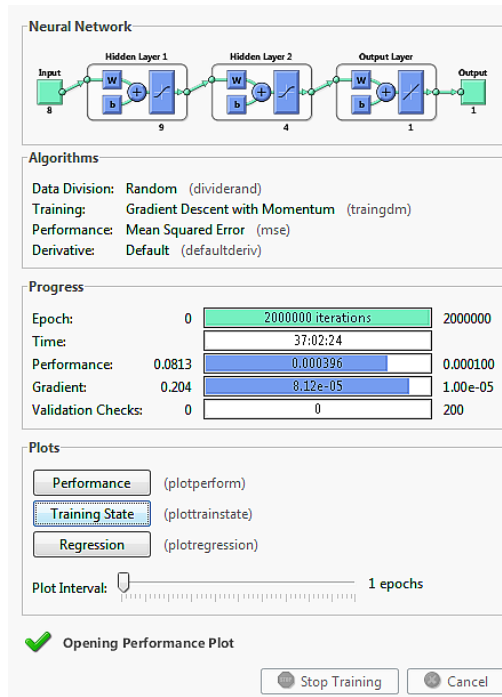 Neural Network
Hidden Layer 1 Hidden Layer 2 Output Layer
Input Output
W W W
b b b
8 9 4 1 1
Algorithms
Data Division: Random (dividerand)
Training: Gradient Descent with Momentum (traingdm)
Performance: Mean Squared Error (mse)
Derivative: Default (defaultderiv)
Progress
Epoch: 0 2000000 iterations 2000000
Time: 37:02:24
Performance: 0.0813 0.000396 0.000100
Gradient: 0.204 8.12e-05 1.00e-05
Validation Checks: 0 0 200
Plots
Performance (plotperform)
Training State (plottrainstate)
Regression (plotregression)
Plot Interval: 1 epochs
Opening Performance Plot
Stop Training Cancel